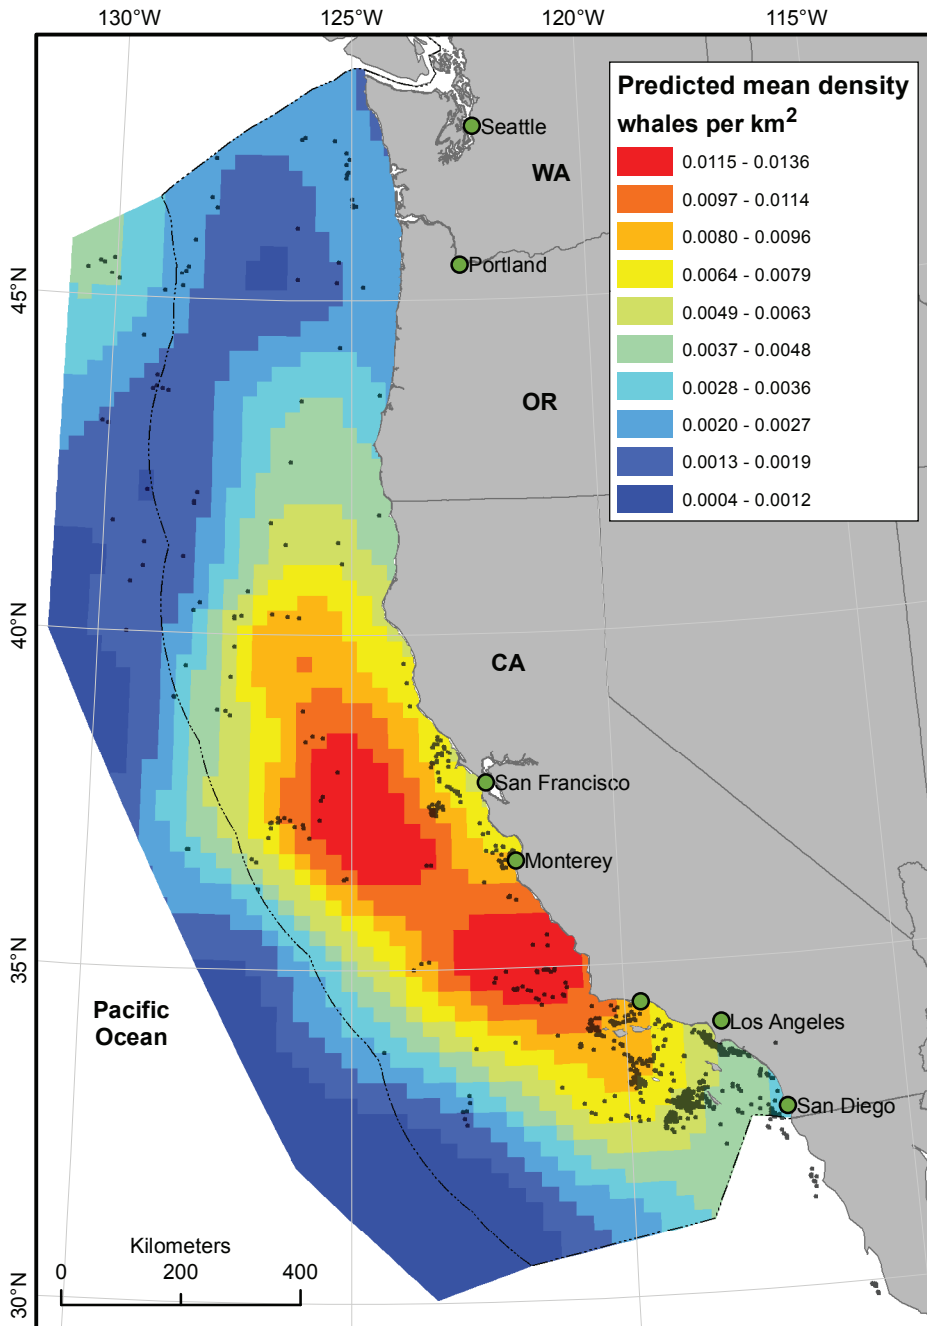 130°W 125°W 120°W 115°W
Predicted mean density
whales per km²
0.0115 - 0.0136
0.0097 - 0.0114
0.0080 - 0.0096
0.0064 - 0.0079
0.0049 - 0.0063
0.0037 - 0.0048
0.0028 - 0.0036
0.0020 - 0.0027
0.0013 - 0.0019
0.0004 - 0.0012
Seattle
WA
Portland
45°N
OR
40°N
CA
San Francisco
Monterey
35°N
Pacific
Ocean
Los Angeles
San Diego
Kilometers
0 200 400
30°N